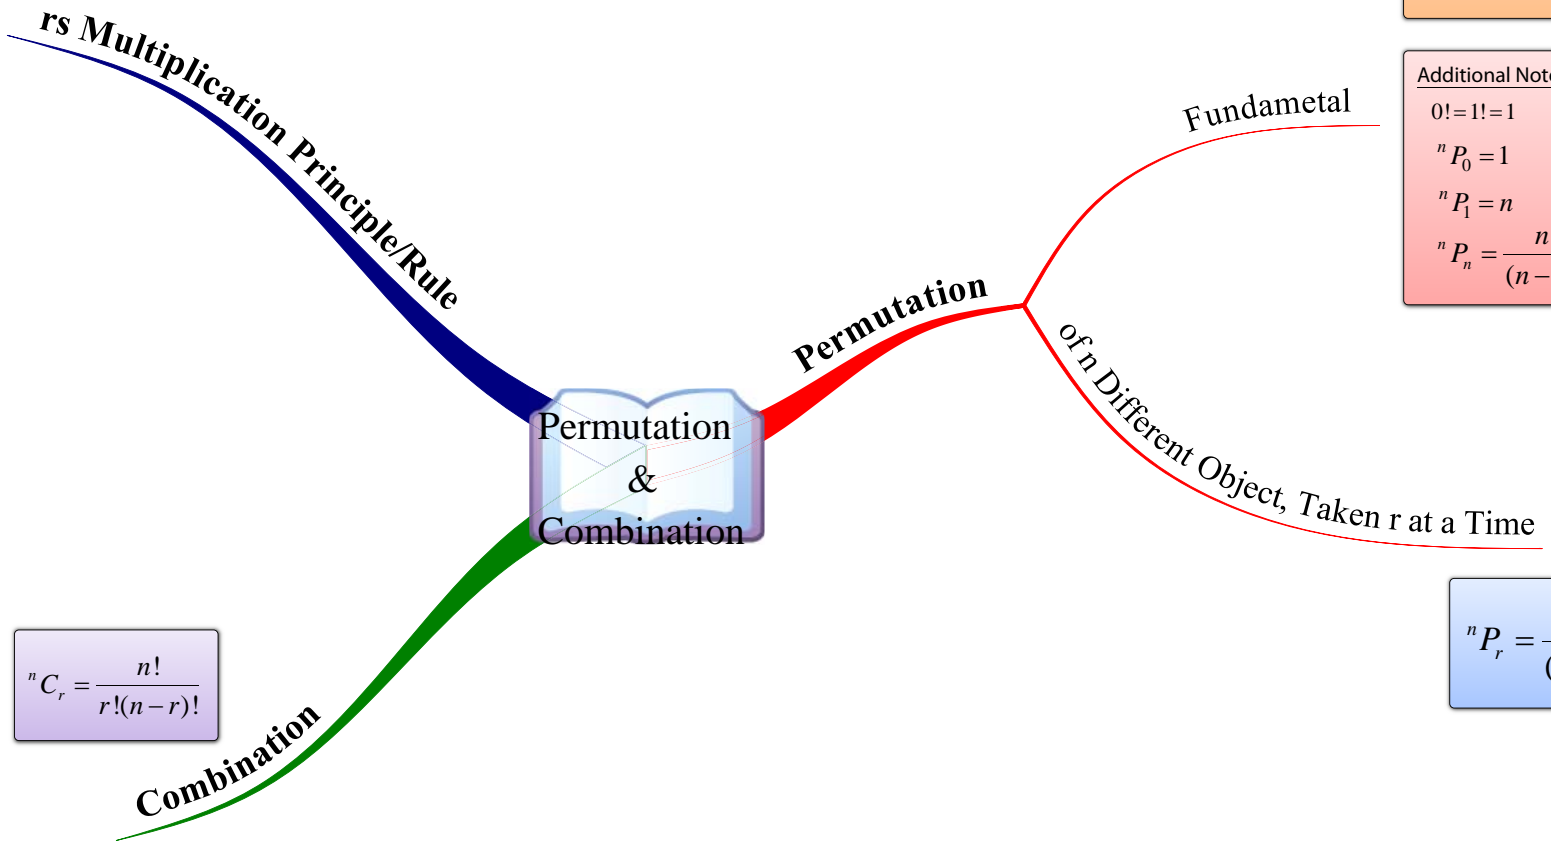 rs Multiplication Principle/Rule
Fundametal
Additional Note
0!=1!=1
ⁿP₀ = 1
ⁿP₁ = n
ⁿPₙ = n / (n −
Permutation
of n Different Object, Taken r at a Time
Permutation
&
Combination
ⁿPᵣ = (
ⁿCᵣ = n! / r!(n−r)!
Combination